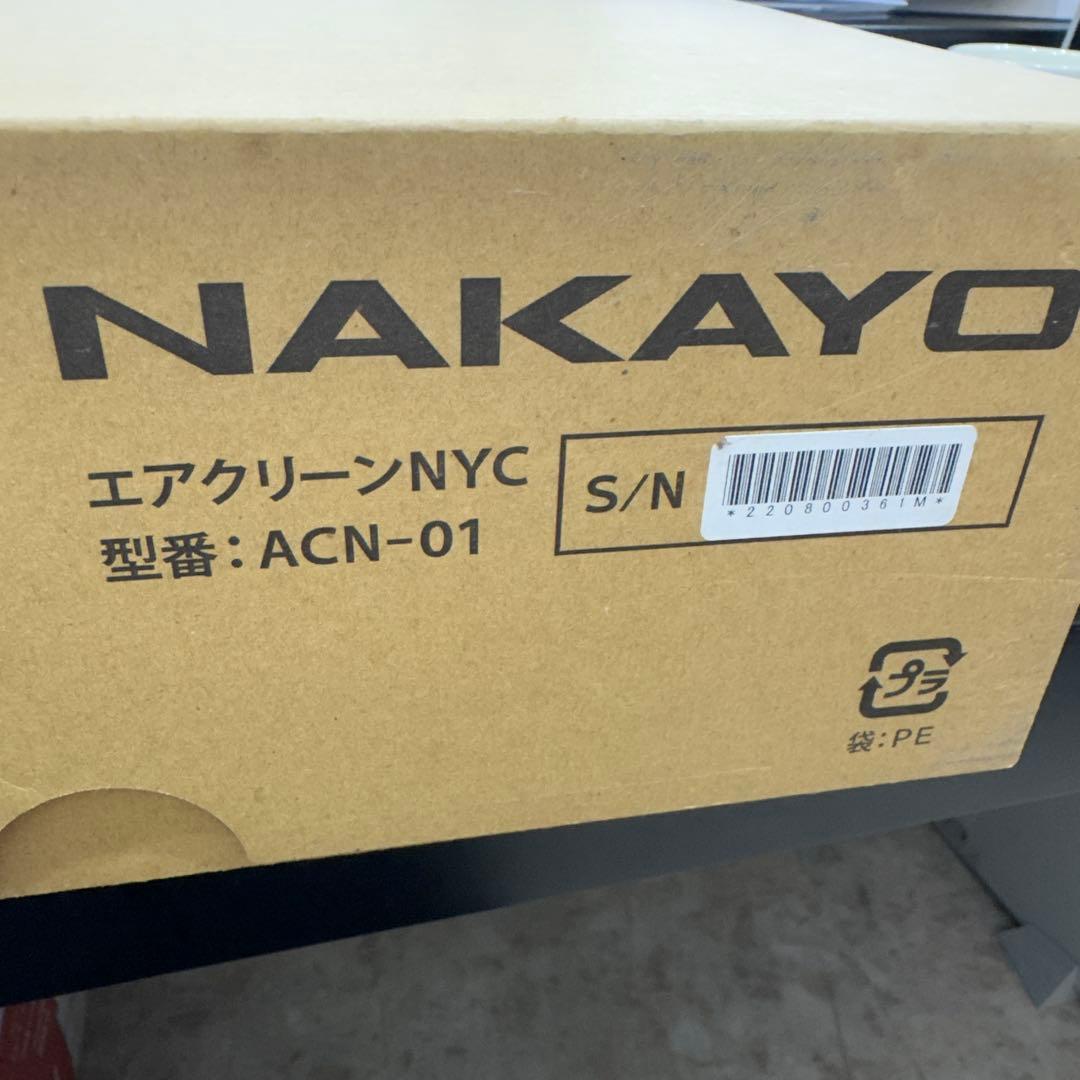 NAKAYO
エアクリーンNYC
型番：ACN-01
S/N
*220800361M*
プラ
袋：PE